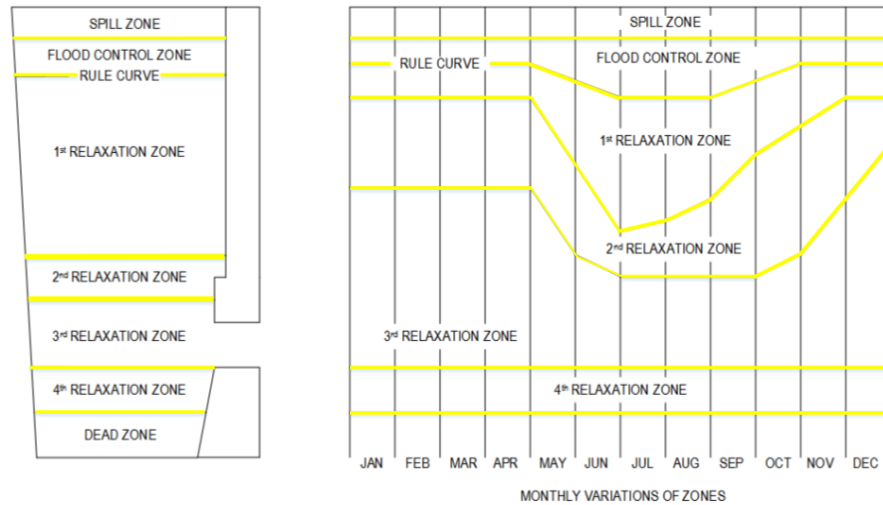 SPILL ZONE
FLOOD CONTROL ZONE
RULE CURVE
1st RELAXATION ZONE
2nd RELAXATION ZONE
3rd RELAXATION ZONE
4th RELAXATION ZONE
DEAD ZONE
SPILL ZONE
FLOOD CONTROL ZONE
RULE CURVE
1st RELAXATION ZONE
2nd RELAXATION ZONE
3rd RELAXATION ZONE
4th RELAXATION ZONE
JAN FEB MAR APR MAY JUN JUL AUG SEP OCT NOV DEC
MONTHLY VARIATIONS OF ZONES